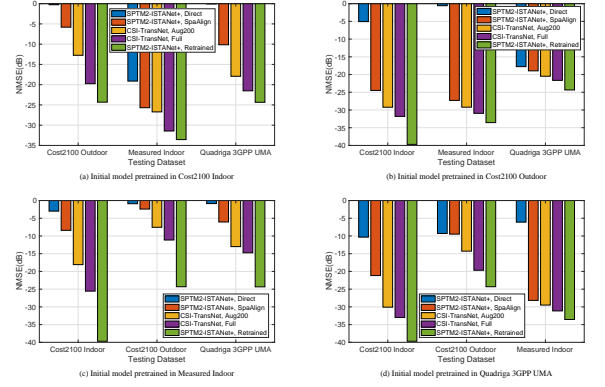 0
-5
-10
-15
-20
-25
-30
-35
NMSE(dB)
SPTM2-ISTANet+, Direct
SPTM2-ISTANet+, SpaAlign
CSI-TransNet, Aug200
CSI-TransNet, Full
SPTM2-ISTANet+, Retrained
Cost2100 Outdoor Measured Indoor Quadriga 3GPP UMA
Testing Dataset
(a) Initial model pretrained in Cost2100 Indoor
0
-5
-10
-15
-20
-25
-30
-35
-40
NMSE(dB)
SPTM2-ISTANet+, Direct
SPTM2-ISTANet+, SpaAlign
CSI-TransNet, Aug200
CSI-TransNet, Full
SPTM2-ISTANet+, Retrained
Cost2100 Indoor Measured Indoor Quadriga 3GPP UMA
Testing Dataset
(b) Initial model pretrained in Cost2100 Outdoor
0
-5
-10
-15
-20
-25
-30
-35
-40
NMSE(dB)
SPTM2-ISTANet+, Direct
SPTM2-ISTANet+, SpaAlign
CSI-TransNet, Aug200
CSI-TransNet, Full
SPTM2-ISTANet+, Retrained
Cost2100 Indoor Cost2100 Outdoor Quadriga 3GPP UMA
Testing Dataset
(c) Initial model pretrained in Measured Indoor
0
-5
-10
-15
-20
-25
-30
-35
-40
NMSE(dB)
SPTM2-ISTANet+, Direct
SPTM2-ISTANet+, SpaAlign
CSI-TransNet, Aug200
CSI-TransNet, Full
SPTM2-ISTANet+, Retrained
Cost2100 Indoor Cost2100 Outdoor Measured Indoor
Testing Dataset
(d) Initial model pretrained in Quadriga 3GPP UMA